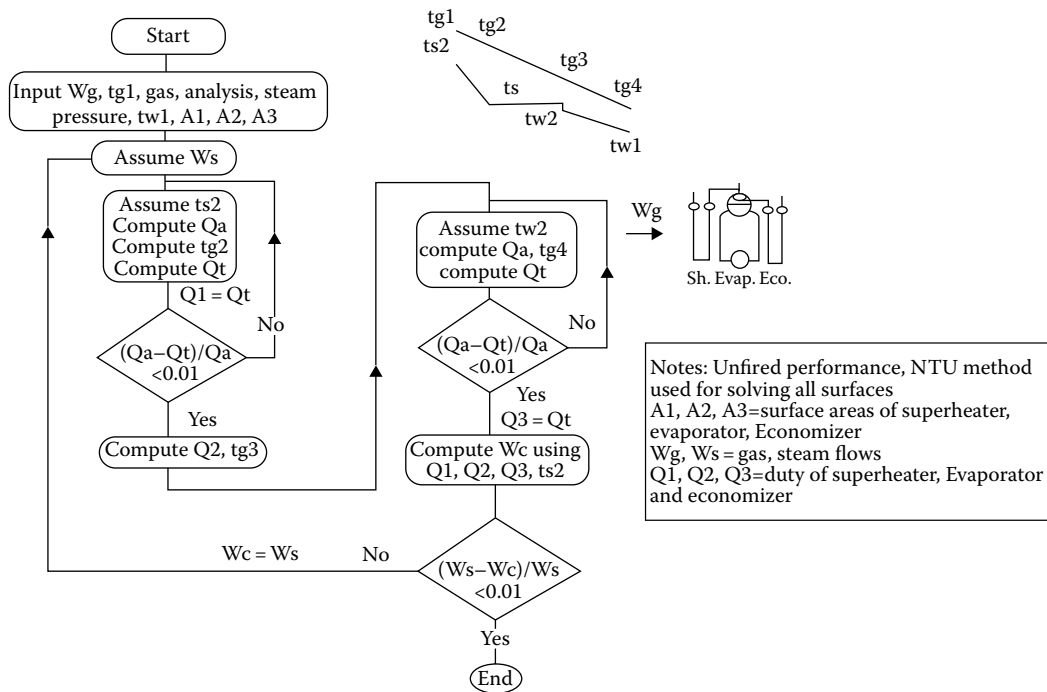 Start
Input Wg, tg1, gas, analysis, steam
pressure, tw1, A1, A2, A3
Assume Ws
Assume ts2
Compute Qa
Compute tg2
Compute Qt
Q1 = Qt
No
(Qa–Qt)/Qa
<0.01
Yes
Compute Q2, tg3
Assume tw2
compute Qa, tg4
compute Qt
No
(Qa–Qt)/Qa
<0.01
Yes
Q3 = Qt
Compute Wc using
Q1, Q2, Q3, ts2
Wc = Ws
No
(Ws–Wc)/Ws
<0.01
Yes
End
tg1
tg2
ts2
tg3
ts
tg4
tw2
tw1
Wg
Sh. Evap. Eco.
Notes: Unfired performance, NTU method
used for solving all surfaces
A1, A2, A3=surface areas of superheater,
evaporator, Economizer
Wg, Ws = gas, steam flows
Q1, Q2, Q3=duty of superheater, Evaporator
and economizer